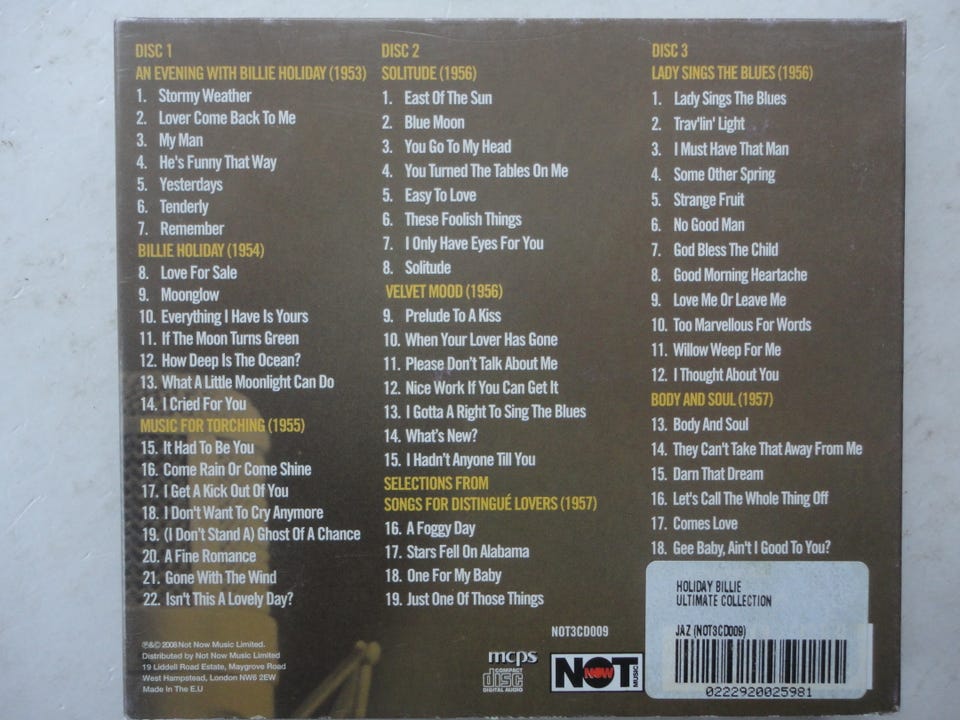 DISC 1
AN EVENING WITH BILLIE HOLIDAY (1953)
1. Stormy Weather
2. Lover Come Back To Me
3. My Man
4. He's Funny That Way
5. Yesterdays
6. Tenderly
7. Remember
BILLIE HOLIDAY (1954)
8. Love For Sale
9. Moonglow
10. Everything I Have Is Yours
11. If The Moon Turns Green
12. How Deep Is The Ocean?
13. What A Little Moonlight Can Do
14. I Cried For You
MUSIC FOR TORCHING (1955)
15. It Had To Be You
16. Come Rain Or Come Shine
17. I Get A Kick Out Of You
18. I Don't Want To Cry Anymore
19. (I Don't Stand A) Ghost Of A Chance
20. A Fine Romance
21. Gone With The Wind
22. Isn't This A Lovely Day?
℗&© 2008 Not Now Music Limited.
Distributed by Not Now Music Limited
19 Liddell Road Estate, Maygrove Road
West Hampstead, London NW6 2EW
Made In The E.U
DISC 2
SOLITUDE (1956)
1. East Of The Sun
2. Blue Moon
3. You Go To My Head
4. You Turned The Tables On Me
5. Easy To Love
6. These Foolish Things
7. I Only Have Eyes For You
8. Solitude
VELVET MOOD (1956)
9. Prelude To A Kiss
10. When Your Lover Has Gone
11. Please Don't Talk About Me
12. Nice Work If You Can Get It
13. I Gotta A Right To Sing The Blues
14. What's New?
15. I Hadn't Anyone Till You
SELECTIONS FROM
SONGS FOR DISTINGUÉ LOVERS (1957)
16. A Foggy Day
17. Stars Fell On Alabama
18. One For My Baby
19. Just One Of Those Things
NOT3CD009
mcps
COMPACT
disc
DIGITAL AUDIO
NOT NOW MUSIC
DISC 3
LADY SINGS THE BLUES (1956)
1. Lady Sings The Blues
2. Trav'lin' Light
3. I Must Have That Man
4. Some Other Spring
5. Strange Fruit
6. No Good Man
7. God Bless The Child
8. Good Morning Heartache
9. Love Me Or Leave Me
10. Too Marvellous For Words
11. Willow Weep For Me
12. I Thought About You
BODY AND SOUL (1957)
13. Body And Soul
14. They Can't Take That Away From Me
15. Darn That Dream
16. Let's Call The Whole Thing Off
17. Comes Love
18. Gee Baby, Ain't I Good To You?
HOLIDAY BILLIE
ULTIMATE COLLECTION
JAZ (NOT3CD009)
0222920025981